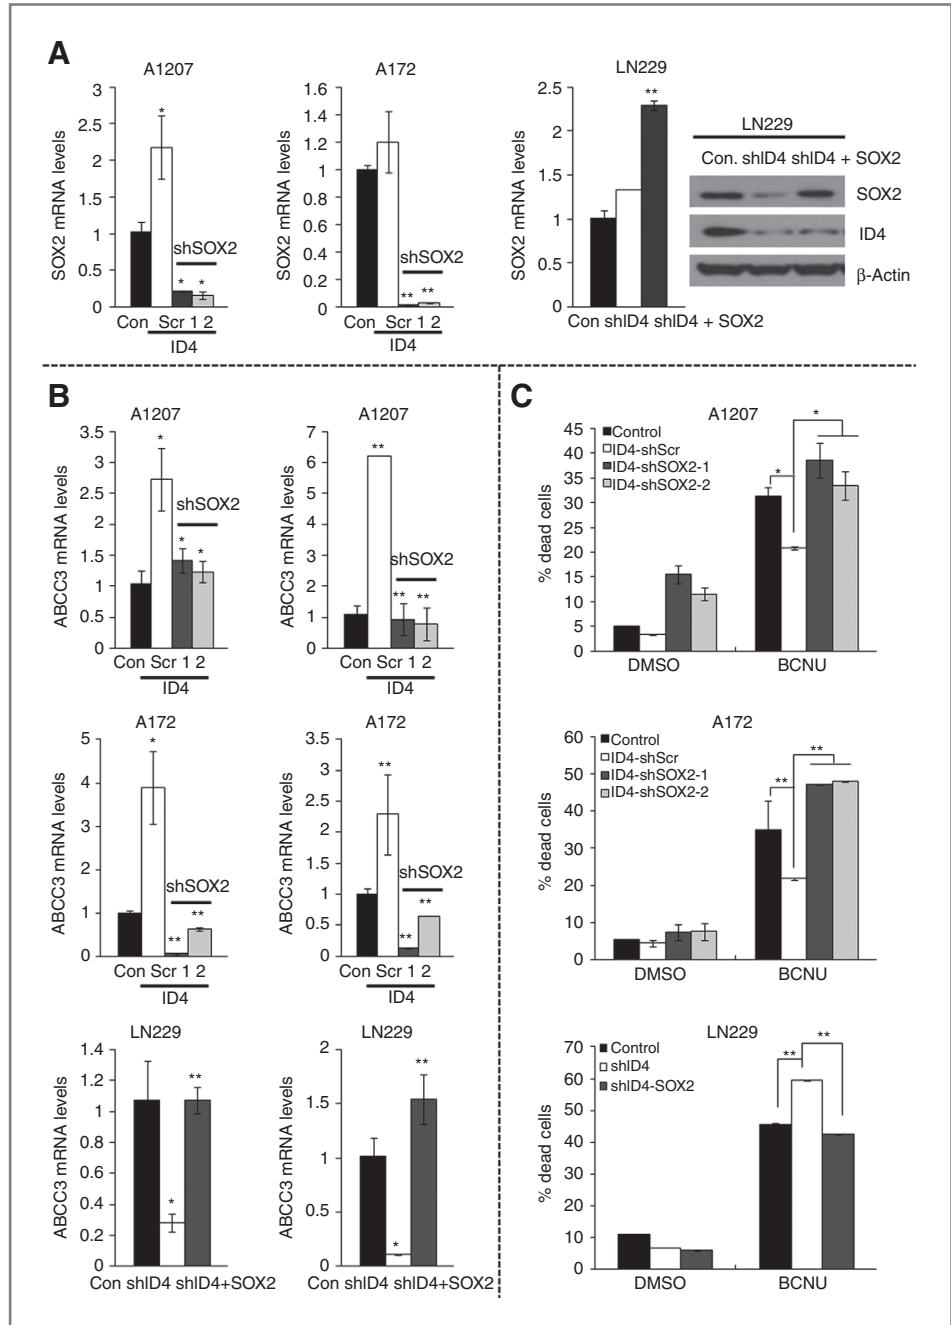 A
A1207
SOX2 mRNA levels
3
2.5
2
1.5
1
0.5
0
*
shSOX2
* *
Con Scr 1 2
ID4
A172
SOX2 mRNA levels
1.6
1.4
1.2
1
0.8
0.6
0.4
0.2
0
shSOX2
** **
Con Scr 1 2
ID4
LN229
SOX2 mRNA levels
2.5
2
1.5
1
0.5
0
**
Con shID4 shID4 + SOX2
LN229
Con. shID4 shID4 + SOX2
SOX2
ID4
β-Actin
B
A1207
ABCC3 mRNA levels
3.5
3
2.5
2
1.5
1
0.5
0
*
shSOX2
* *
Con Scr 1 2
ID4
A1207
ABCC3 mRNA levels
7
6
5
4
3
2
1
0
**
shSOX2
** **
Con Scr 1 2
ID4
A172
ABCC3 mRNA levels
5
4
3
2
1
0
*
shSOX2
** **
Con Scr 1 2
ID4
A172
ABCC3 mRNA levels
3.5
3
2.5
2
1.5
1
0.5
0
**
shSOX2
** **
Con Scr 1 2
ID4
LN229
ABCC3 mRNA levels
1.4
1.2
1
0.8
0.6
0.4
0.2
0
* **
Con shID4 shID4+SOX2
LN229
ABCC3 mRNA levels
2
1.5
1
0.5
0
* **
Con shID4 shID4+SOX2
C
A1207
% dead cells
45
40
35
30
25
20
15
10
5
0
Control
ID4-shScr
ID4-shSOX2-1
ID4-shSOX2-2
* *
DMSO BCNU
A172
% dead cells
60
50
40
30
20
10
0
Control
ID4-shScr
ID4-shSOX2-1
ID4-shSOX2-2
** **
DMSO BCNU
LN229
% dead cells
70
60
50
40
30
20
10
0
Control
shID4
shID4-SOX2
** **
DMSO BCNU